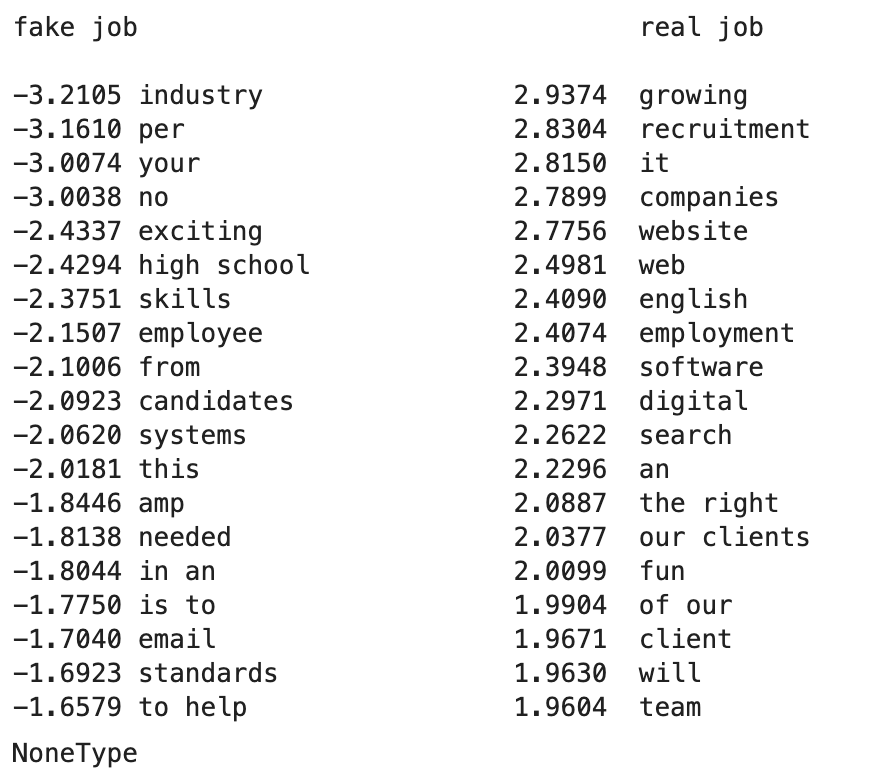 fake job real job
-3.2105 industry 2.9374 growing
-3.1610 per 2.8304 recruitment
-3.0074 your 2.8150 it
-3.0038 no 2.7899 companies
-2.4337 exciting 2.7756 website
-2.4294 high school 2.4981 web
-2.3751 skills 2.4090 english
-2.1507 employee 2.4074 employment
-2.1006 from 2.3948 software
-2.0923 candidates 2.2971 digital
-2.0620 systems 2.2622 search
-2.0181 this 2.2296 an
-1.8446 amp 2.0887 the right
-1.8138 needed 2.0377 our clients
-1.8044 in an 2.0099 fun
-1.7750 is to 1.9904 of our
-1.7040 email 1.9671 client
-1.6923 standards 1.9630 will
-1.6579 to help 1.9604 team
NoneType